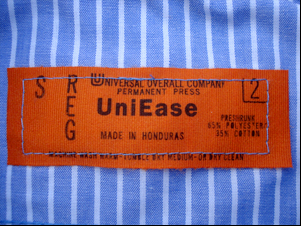 S REG 2
UNIVERSAL OVERALL COMPANY
PERMANENT PRESS
UniEase
MADE IN HONDURAS
PRESHRUNK
65% POLYESTER
35% COTTON
MACHINE WASH WARM-TUMBLE DRY MEDIUM-OR DRY CLEAN